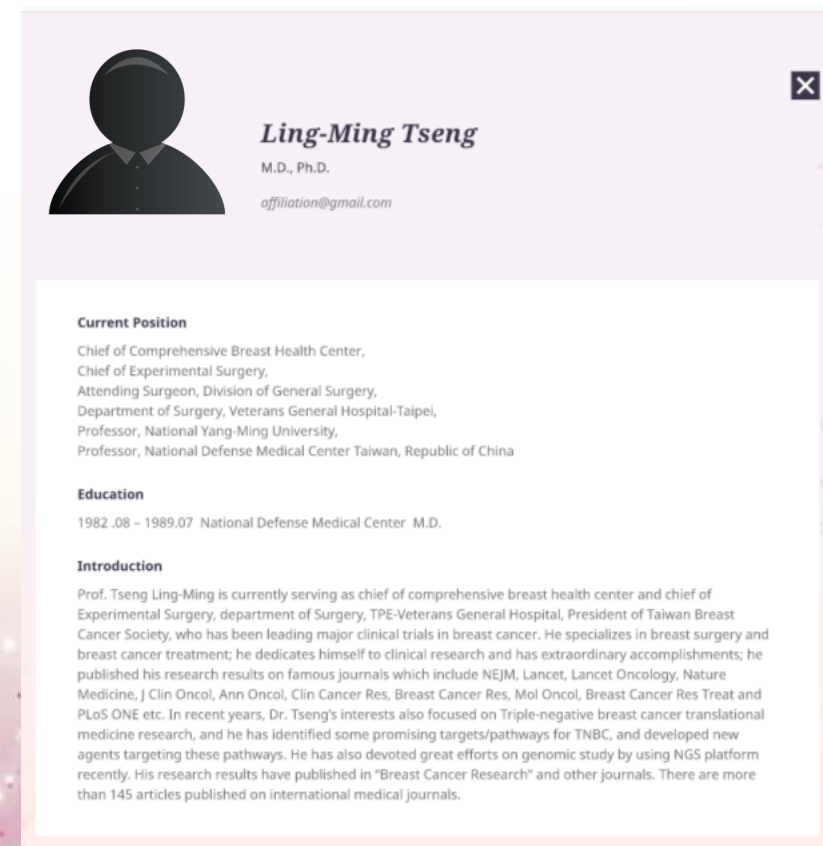 Ling-Ming Tseng
M.D., Ph.D.
affiliation@gmail.com
Current Position
Chief of Comprehensive Breast Health Center,
Chief of Experimental Surgery,
Attending Surgeon, Division of General Surgery,
Department of Surgery, Veterans General Hospital-Taipei,
Professor, National Yang-Ming University,
Professor, National Defense Medical Center Taiwan, Republic of China
Education
1982 .08 – 1989.07  National Defense Medical Center  M.D.
Introduction
Prof. Tseng Ling-Ming is currently serving as chief of comprehensive breast health center and chief of
Experimental Surgery, department of Surgery, TPE-Veterans General Hospital, President of Taiwan Breast
Cancer Society, who has been leading major clinical trials in breast cancer. He specializes in breast surgery and
breast cancer treatment; he dedicates himself to clinical research and has extraordinary accomplishments; he
published his research results on famous journals which include NEJM, Lancet, Lancet Oncology, Nature
Medicine, J Clin Oncol, Ann Oncol, Clin Cancer Res, Breast Cancer Res, Mol Oncol, Breast Cancer Res Treat and
PLoS ONE etc. In recent years, Dr. Tseng's interests also focused on Triple-negative breast cancer translational
medicine research, and he has identified some promising targets/pathways for TNBC, and developed new
agents targeting these pathways. He has also devoted great efforts on genomic study by using NGS platform
recently. His research results have published in “Breast Cancer Research” and other journals. There are more
than 145 articles published on international medical journals.